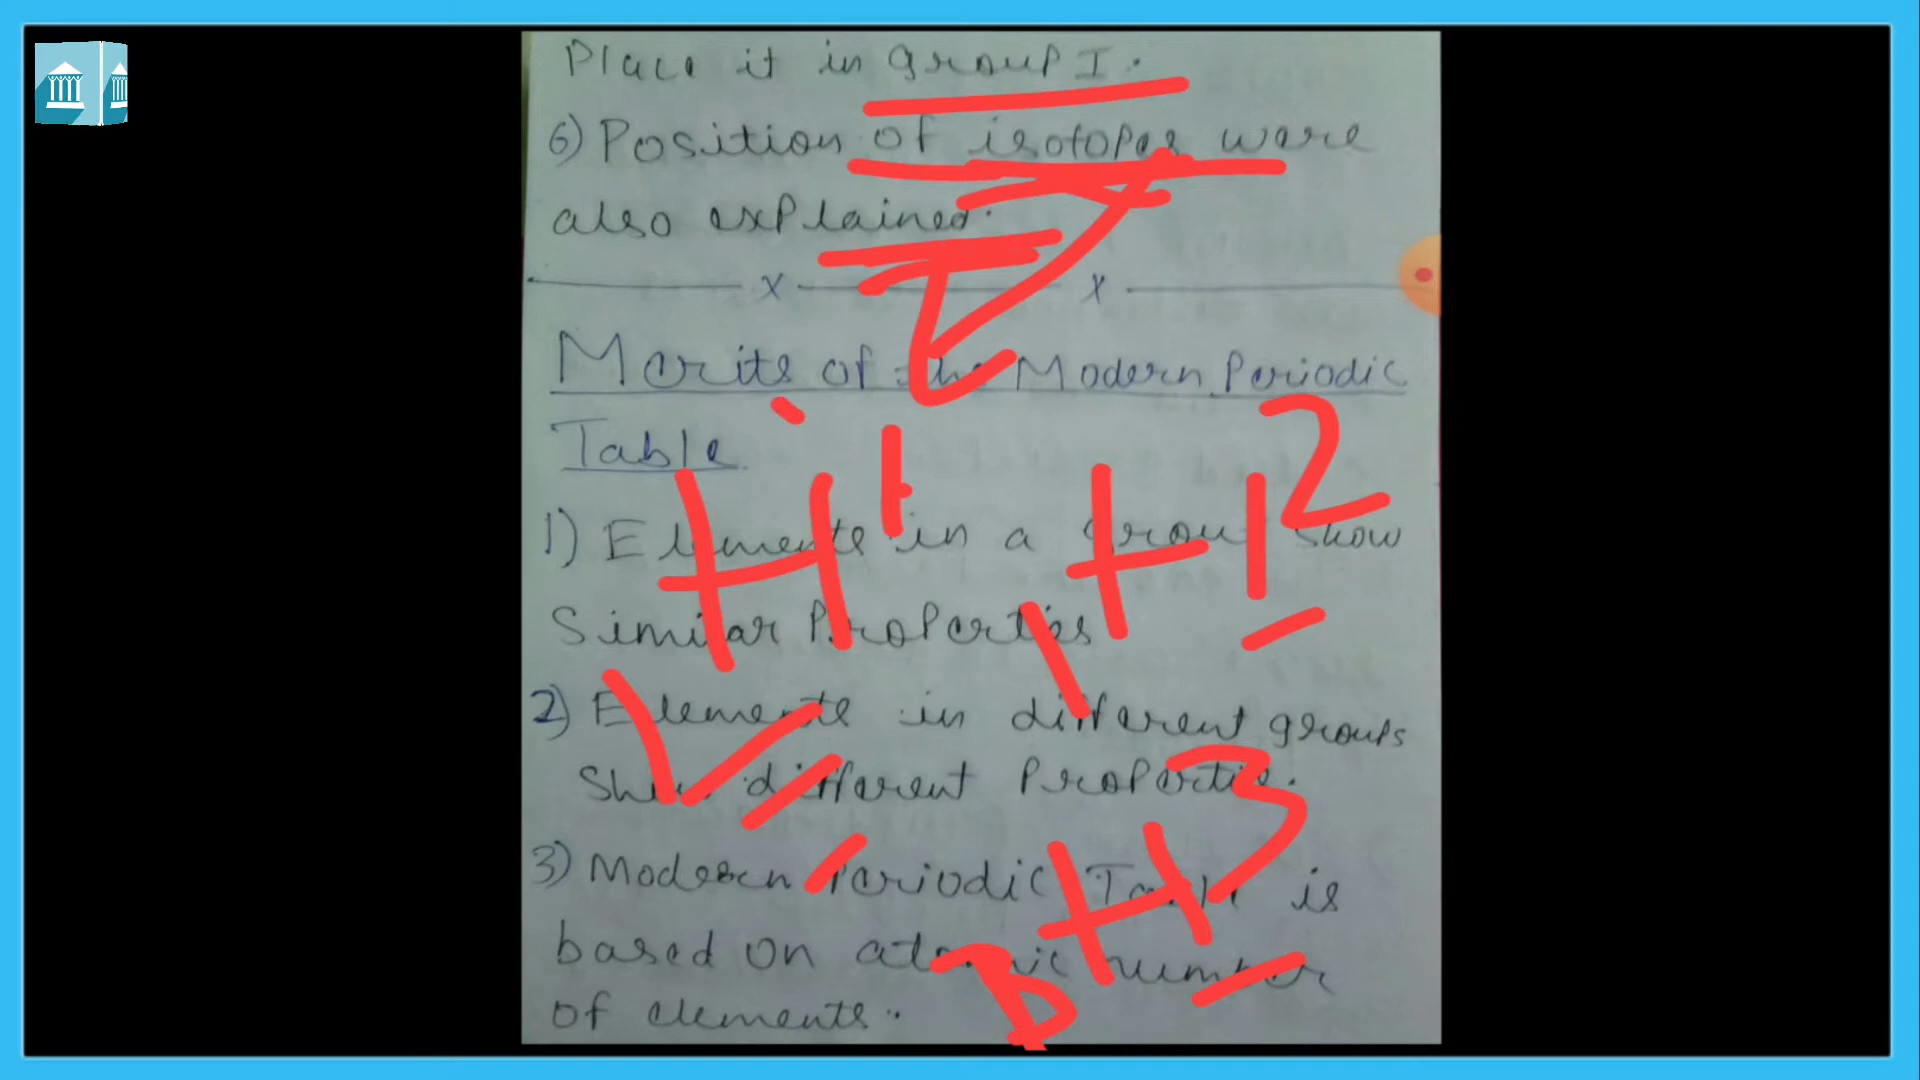 Place it in group I.
6) Position of isotopes were
also explained.
x x
Merits of the Modern Periodic
Table
1) Elements in a group show
Similar Properties
2) Elements in different groups
Show different Properties.
3) Modern Periodic Table is
based on atomic number
of elements.
H 1
H 2
1
H 3